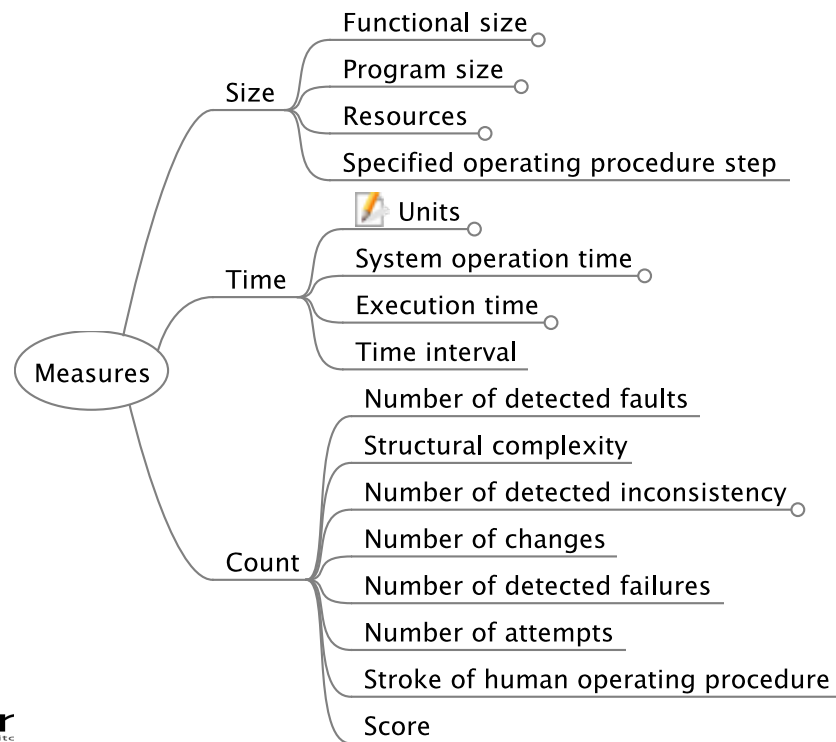 Functional size
Program size
Size
Resources
Specified operating procedure step
Units
System operation time
Time
Execution time
Time interval
Measures
Number of detected faults
Structural complexity
Number of detected inconsistency
Number of changes
Count
Number of detected failures
Number of attempts
Stroke of human operating procedure
Score